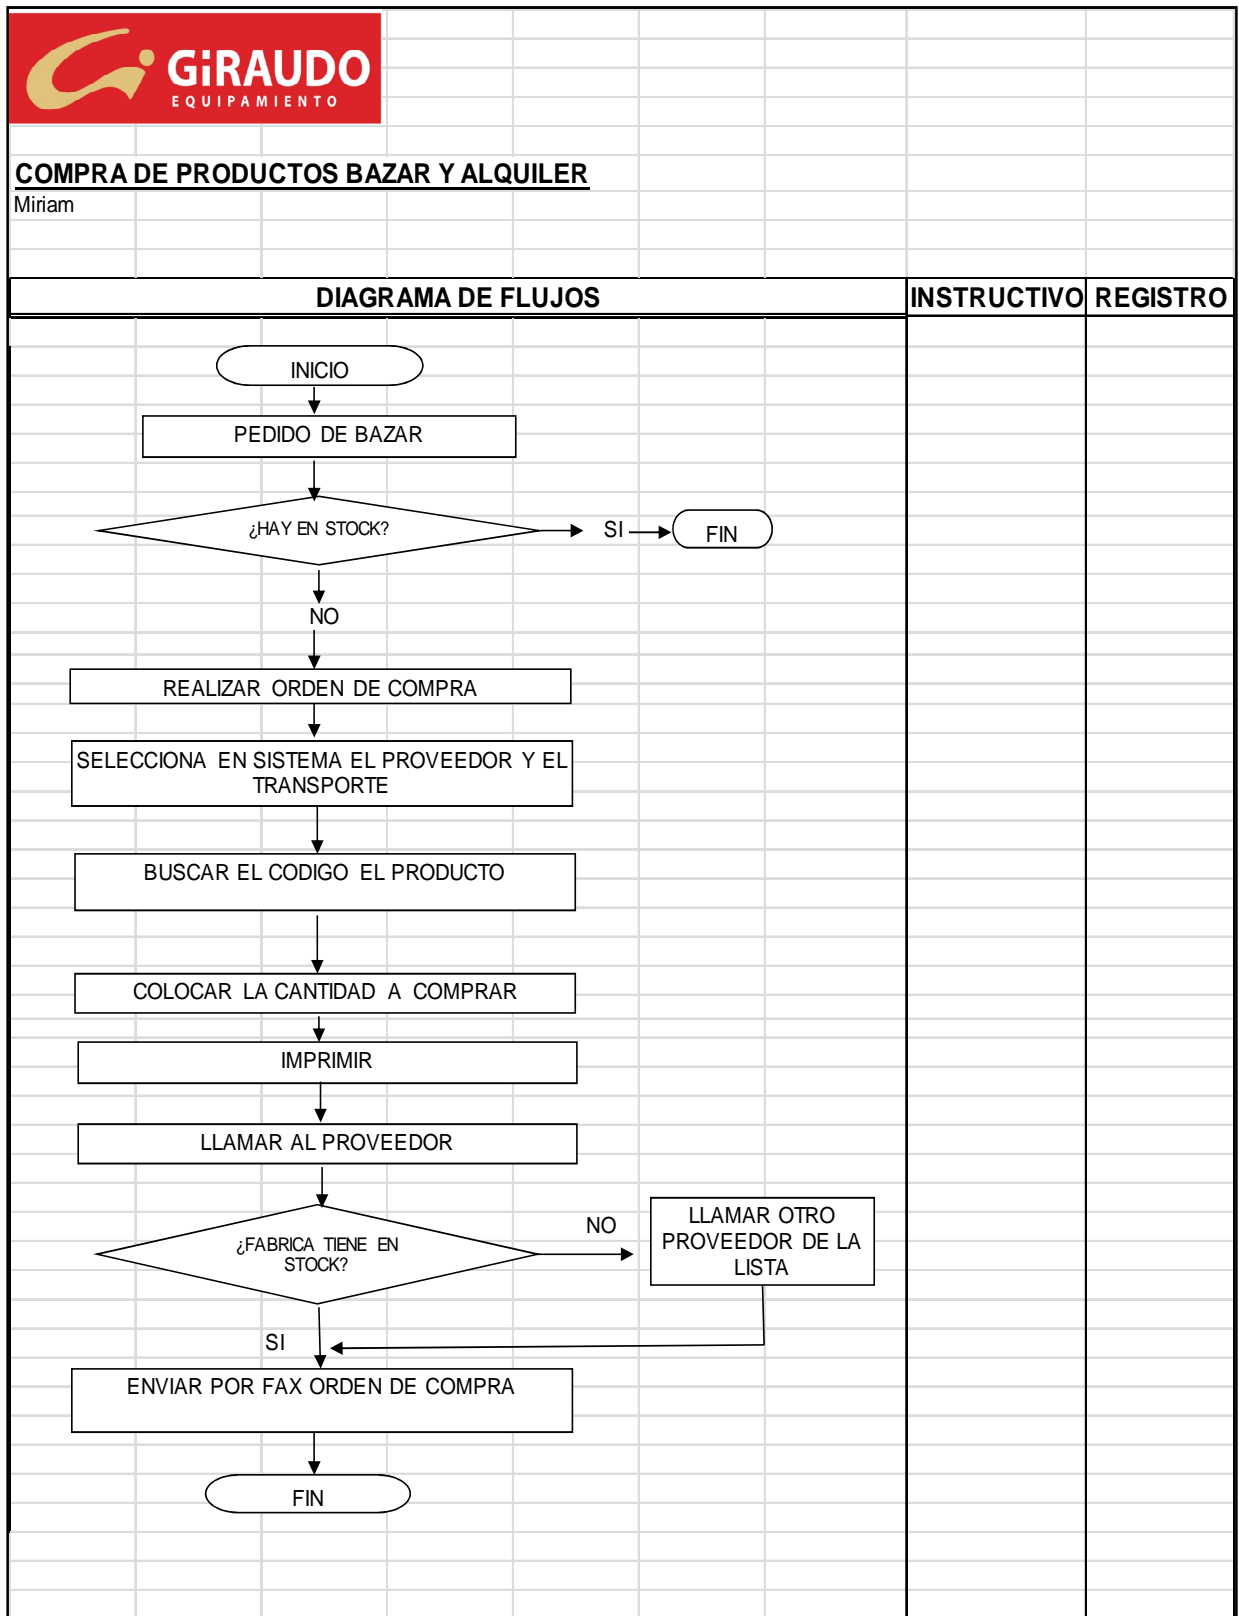 GiRAUDO
EQUIPAMIENTO
COMPRA DE PRODUCTOS BAZAR Y ALQUILER
Miriam
DIAGRAMA DE FLUJOS INSTRUCTIVO REGISTRO
INICIO
PEDIDO DE BAZAR
¿HAY EN STOCK?
SI
FIN
NO
REALIZAR ORDEN DE COMPRA
SELECCIONA EN SISTEMA EL PROVEEDOR Y EL
TRANSPORTE
BUSCAR EL CODIGO EL PRODUCTO
COLOCAR LA CANTIDAD A COMPRAR
IMPRIMIR
LLAMAR AL PROVEEDOR
¿FABRICA TIENE EN
STOCK?
NO
LLAMAR OTRO
PROVEEDOR DE LA
LISTA
SI
ENVIAR POR FAX ORDEN DE COMPRA
FIN